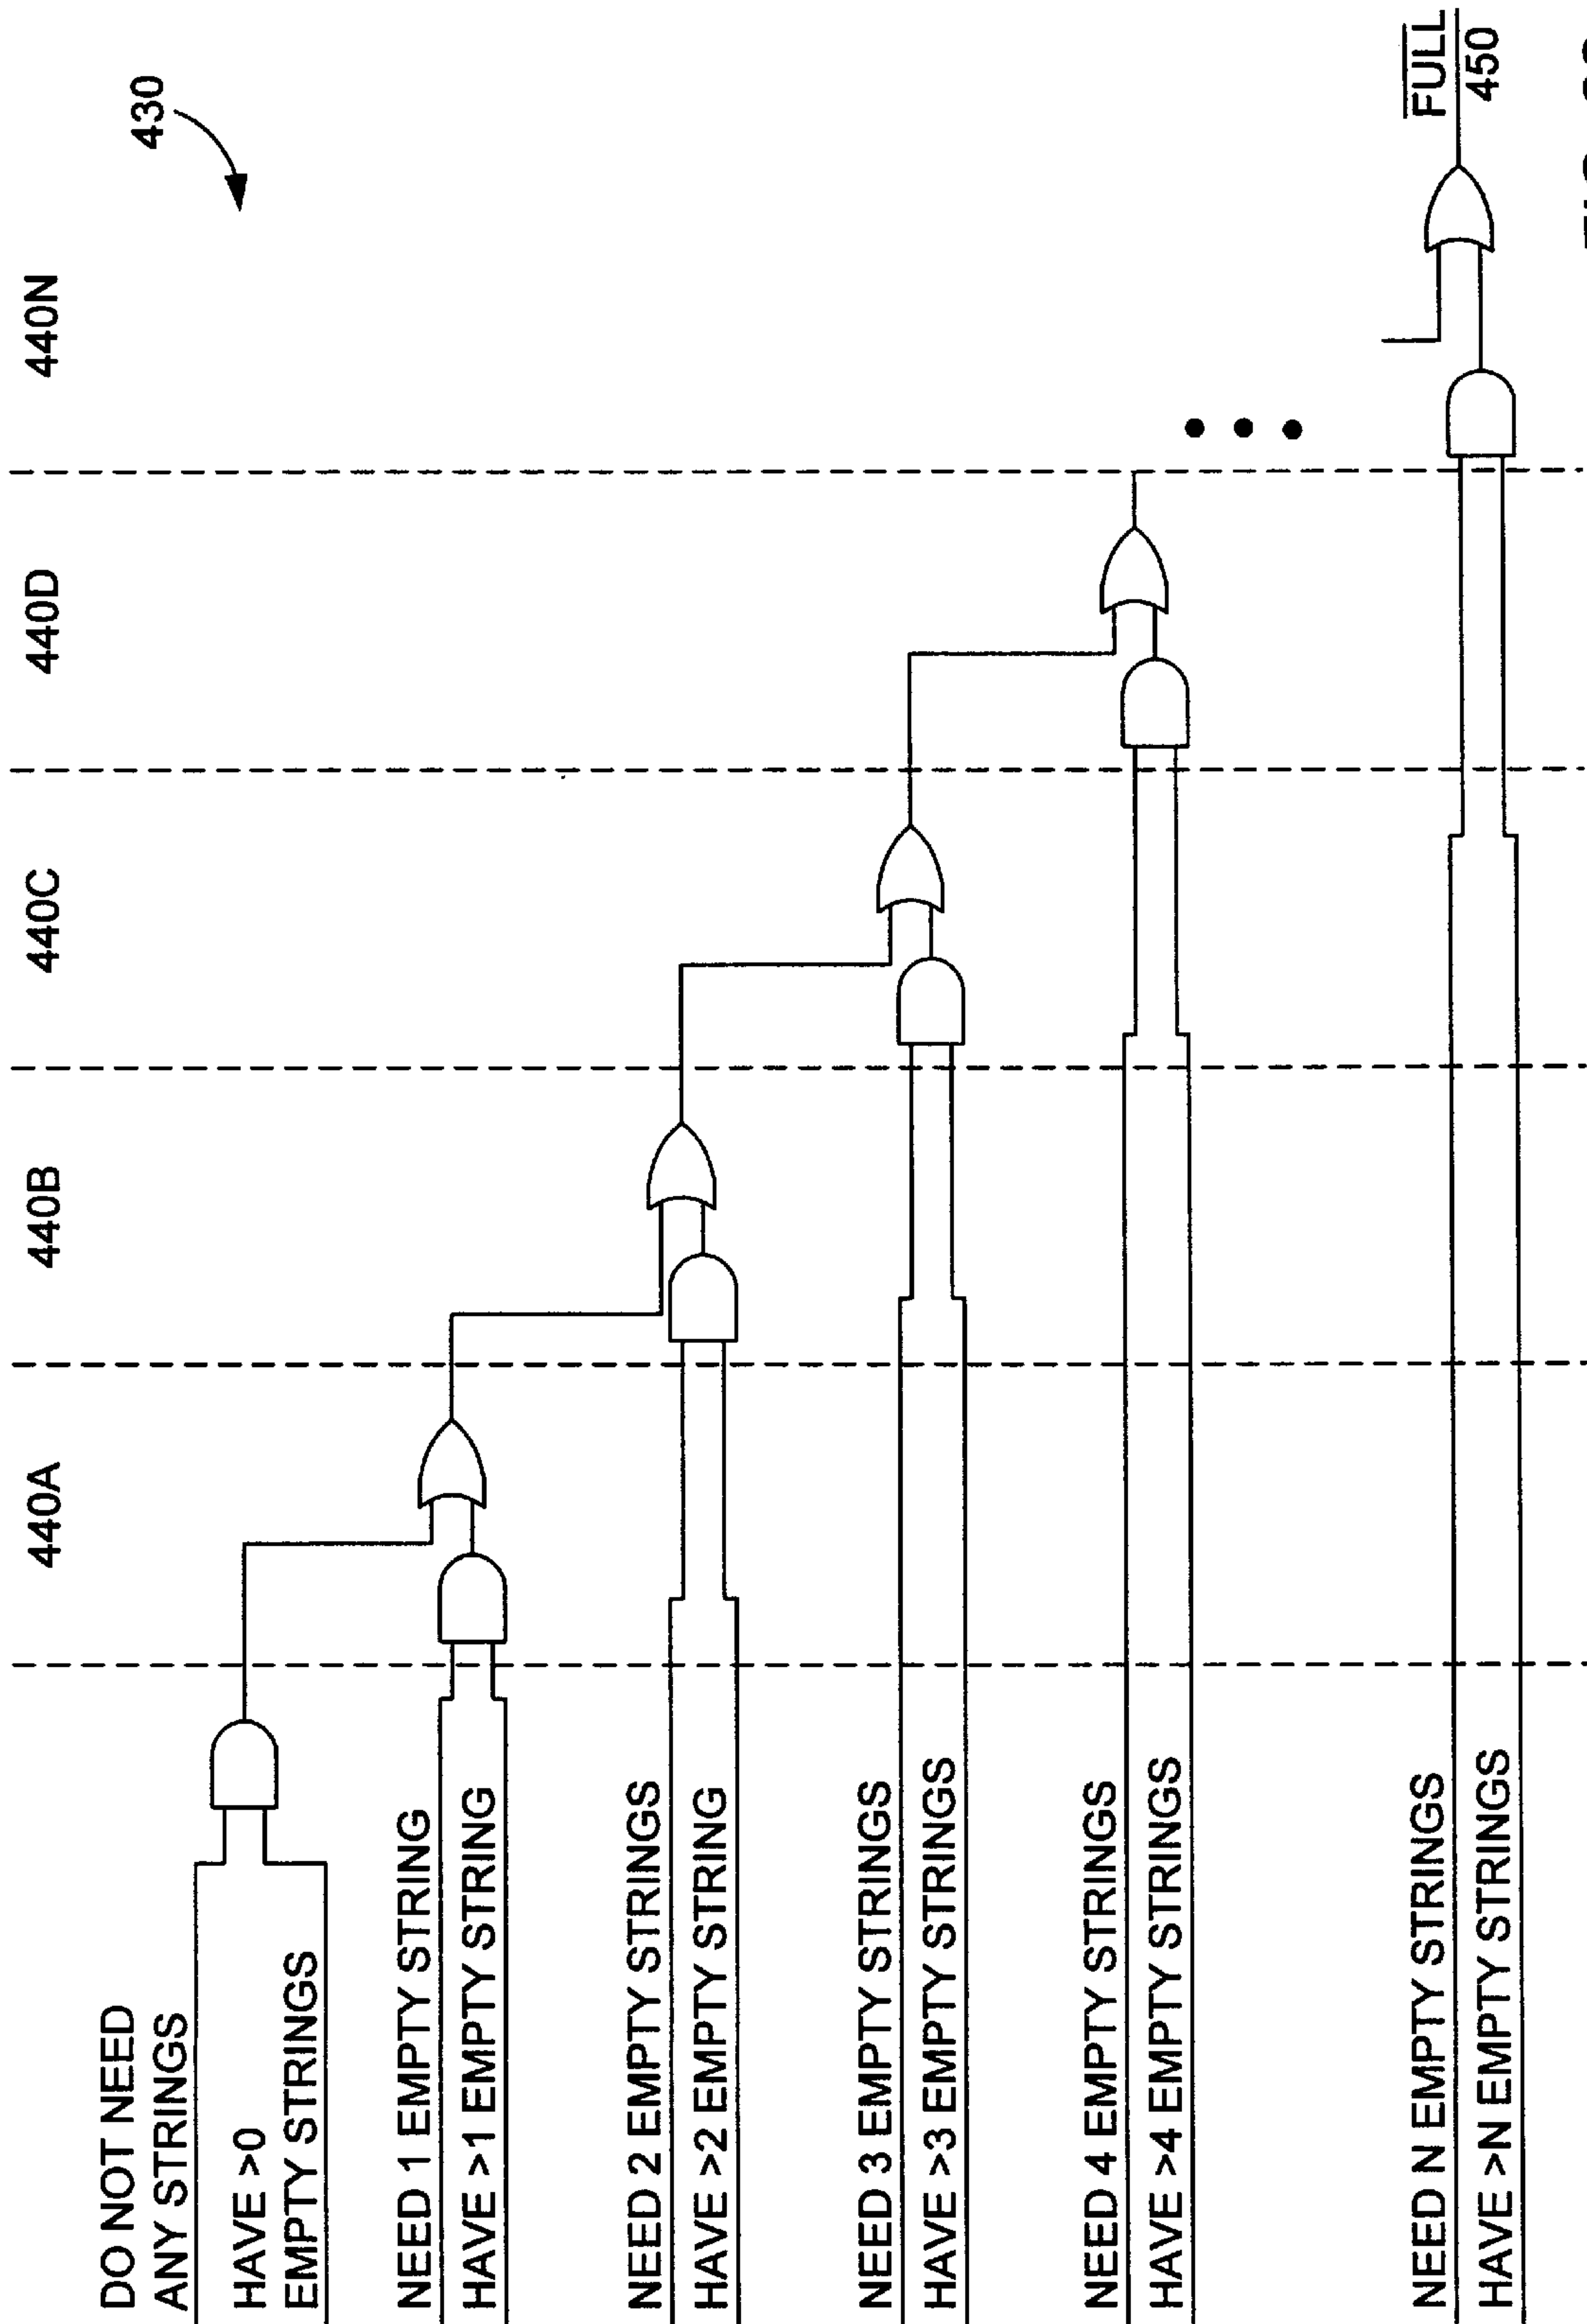 430
440A
440B
440C
440D
440N
DO NOT NEED
ANY STRINGS
HAVE >0
EMPTY STRINGS
NEED 1 EMPTY STRING
HAVE >1 EMPTY STRING
NEED 2 EMPTY STRINGS
HAVE >2 EMPTY STRING
NEED 3 EMPTY STRINGS
HAVE >3 EMPTY STRINGS
NEED 4 EMPTY STRINGS
HAVE >4 EMPTY STRINGS
NEED N EMPTY STRINGS
HAVE >N EMPTY STRINGS
FULL
450